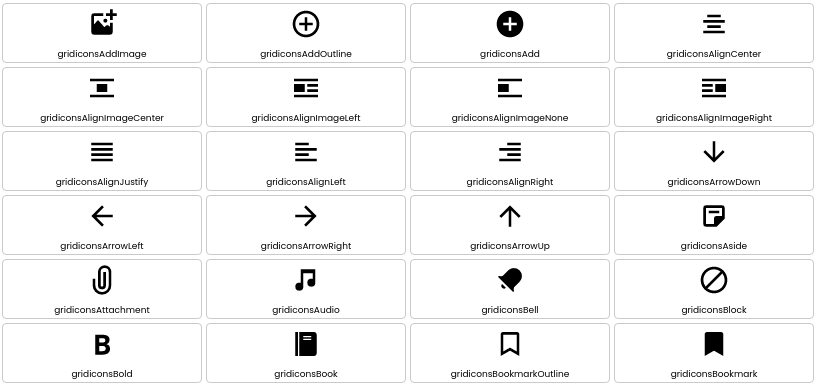 gridiconsAddImage
gridiconsAddOutline
gridiconsAdd
gridiconsAlignCenter
gridiconsAlignImageCenter
gridiconsAlignImageLeft
gridiconsAlignImageNone
gridiconsAlignImageRight
gridiconsAlignJustify
gridiconsAlignLeft
gridiconsAlignRight
gridiconsArrowDown
gridiconsArrowLeft
gridiconsArrowRight
gridiconsArrowUp
gridiconsAside
gridiconsAttachment
gridiconsAudio
gridiconsBell
gridiconsBlock
gridiconsBold
gridiconsBook
gridiconsBookmarkOutline
gridiconsBookmark